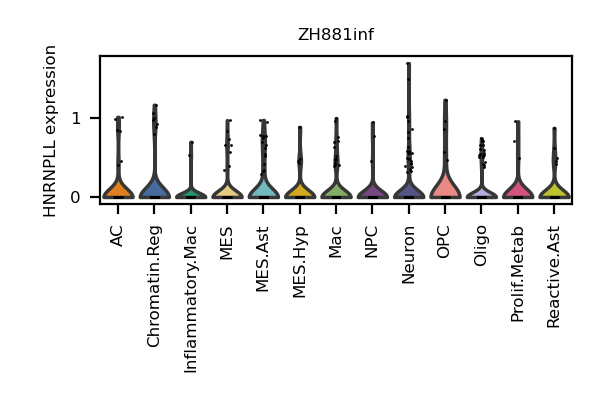 ZH881inf
HNRNPLL expression
1
0
AC
Chromatin.Reg
Inflammatory.Mac
MES
MES.Ast
MES.Hyp
Mac
NPC
Neuron
OPC
Oligo
Prolif.Metab
Reactive.Ast